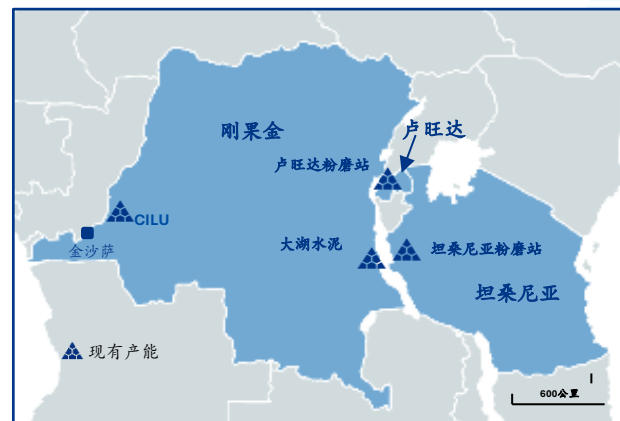 刚果金
卢旺达
卢旺达粉磨站
CILU
金沙萨
大湖水泥
坦桑尼亚粉磨站
坦桑尼亚
现有产能
600公里